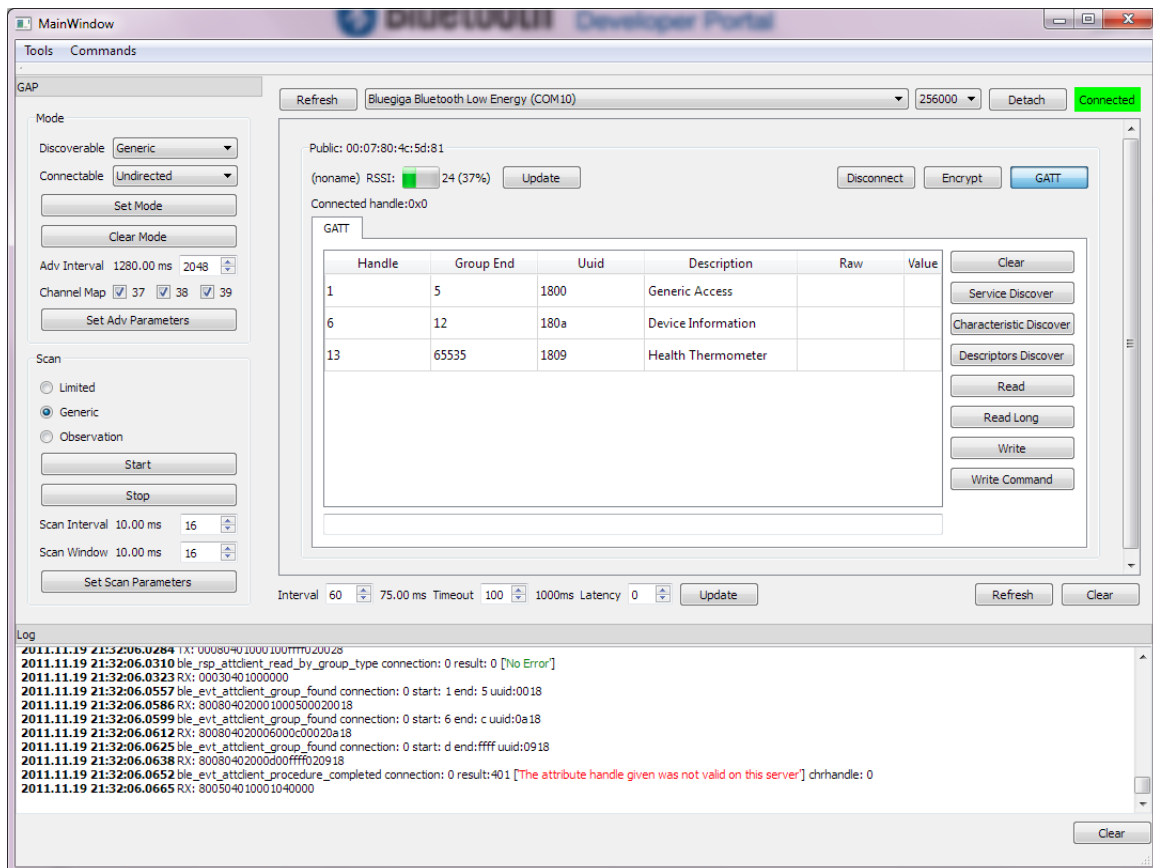 MainWindow
Bluetooth Developer Portal
Tools Commands
GAP
Mode
Discoverable Generic
Connectable Undirected
Set Mode
Clear Mode
Adv Interval 1280.00 ms 2048
Channel Map 37 38 39
Set Adv Parameters
Scan
Limited
Generic
Observation
Start
Stop
Scan Interval 10.00 ms 16
Scan Window 10.00 ms 16
Set Scan Parameters
Refresh Bluegiga Bluetooth Low Energy (COM10) 256000 Detach Connected
Public: 00:07:80:4c:5d:81
(noname) RSSI: 24 (37%) Update Disconnect Encrypt GATT
Connected handle:0x0
GATT
Handle Group End Uuid Description Raw Value
1 5 1800 Generic Access
6 12 180a Device Information
13 65535 1809 Health Thermometer
Clear
Service Discover
Characteristic Discover
Descriptors Discover
Read
Read Long
Write
Write Command
Interval 60 75.00 ms Timeout 100 1000ms Latency 0 Update Refresh Clear
Log
2011.11.19 21:32:06.0284 TX: 00080401000100ffff020028
2011.11.19 21:32:06.0310 ble_rsp_attclient_read_by_group_type connection: 0 result: 0 ['No Error']
2011.11.19 21:32:06.0323 RX: 00030401000000
2011.11.19 21:32:06.0557 ble_evt_attclient_group_found connection: 0 start: 1 end: 5 uuid:0018
2011.11.19 21:32:06.0586 RX: 800804020001000500020018
2011.11.19 21:32:06.0599 ble_evt_attclient_group_found connection: 0 start: 6 end: c uuid:0a18
2011.11.19 21:32:06.0612 RX: 800804020006000c00020a18
2011.11.19 21:32:06.0625 ble_evt_attclient_group_found connection: 0 start: d end:ffff uuid:0918
2011.11.19 21:32:06.0638 RX: 80080402000d00ffff020918
2011.11.19 21:32:06.0652 ble_evt_attclient_procedure_completed connection: 0 result:401 ['The attribute handle given was not valid on this server'] chrhandle: 0
2011.11.19 21:32:06.0665 RX: 800504010001040000
Clear